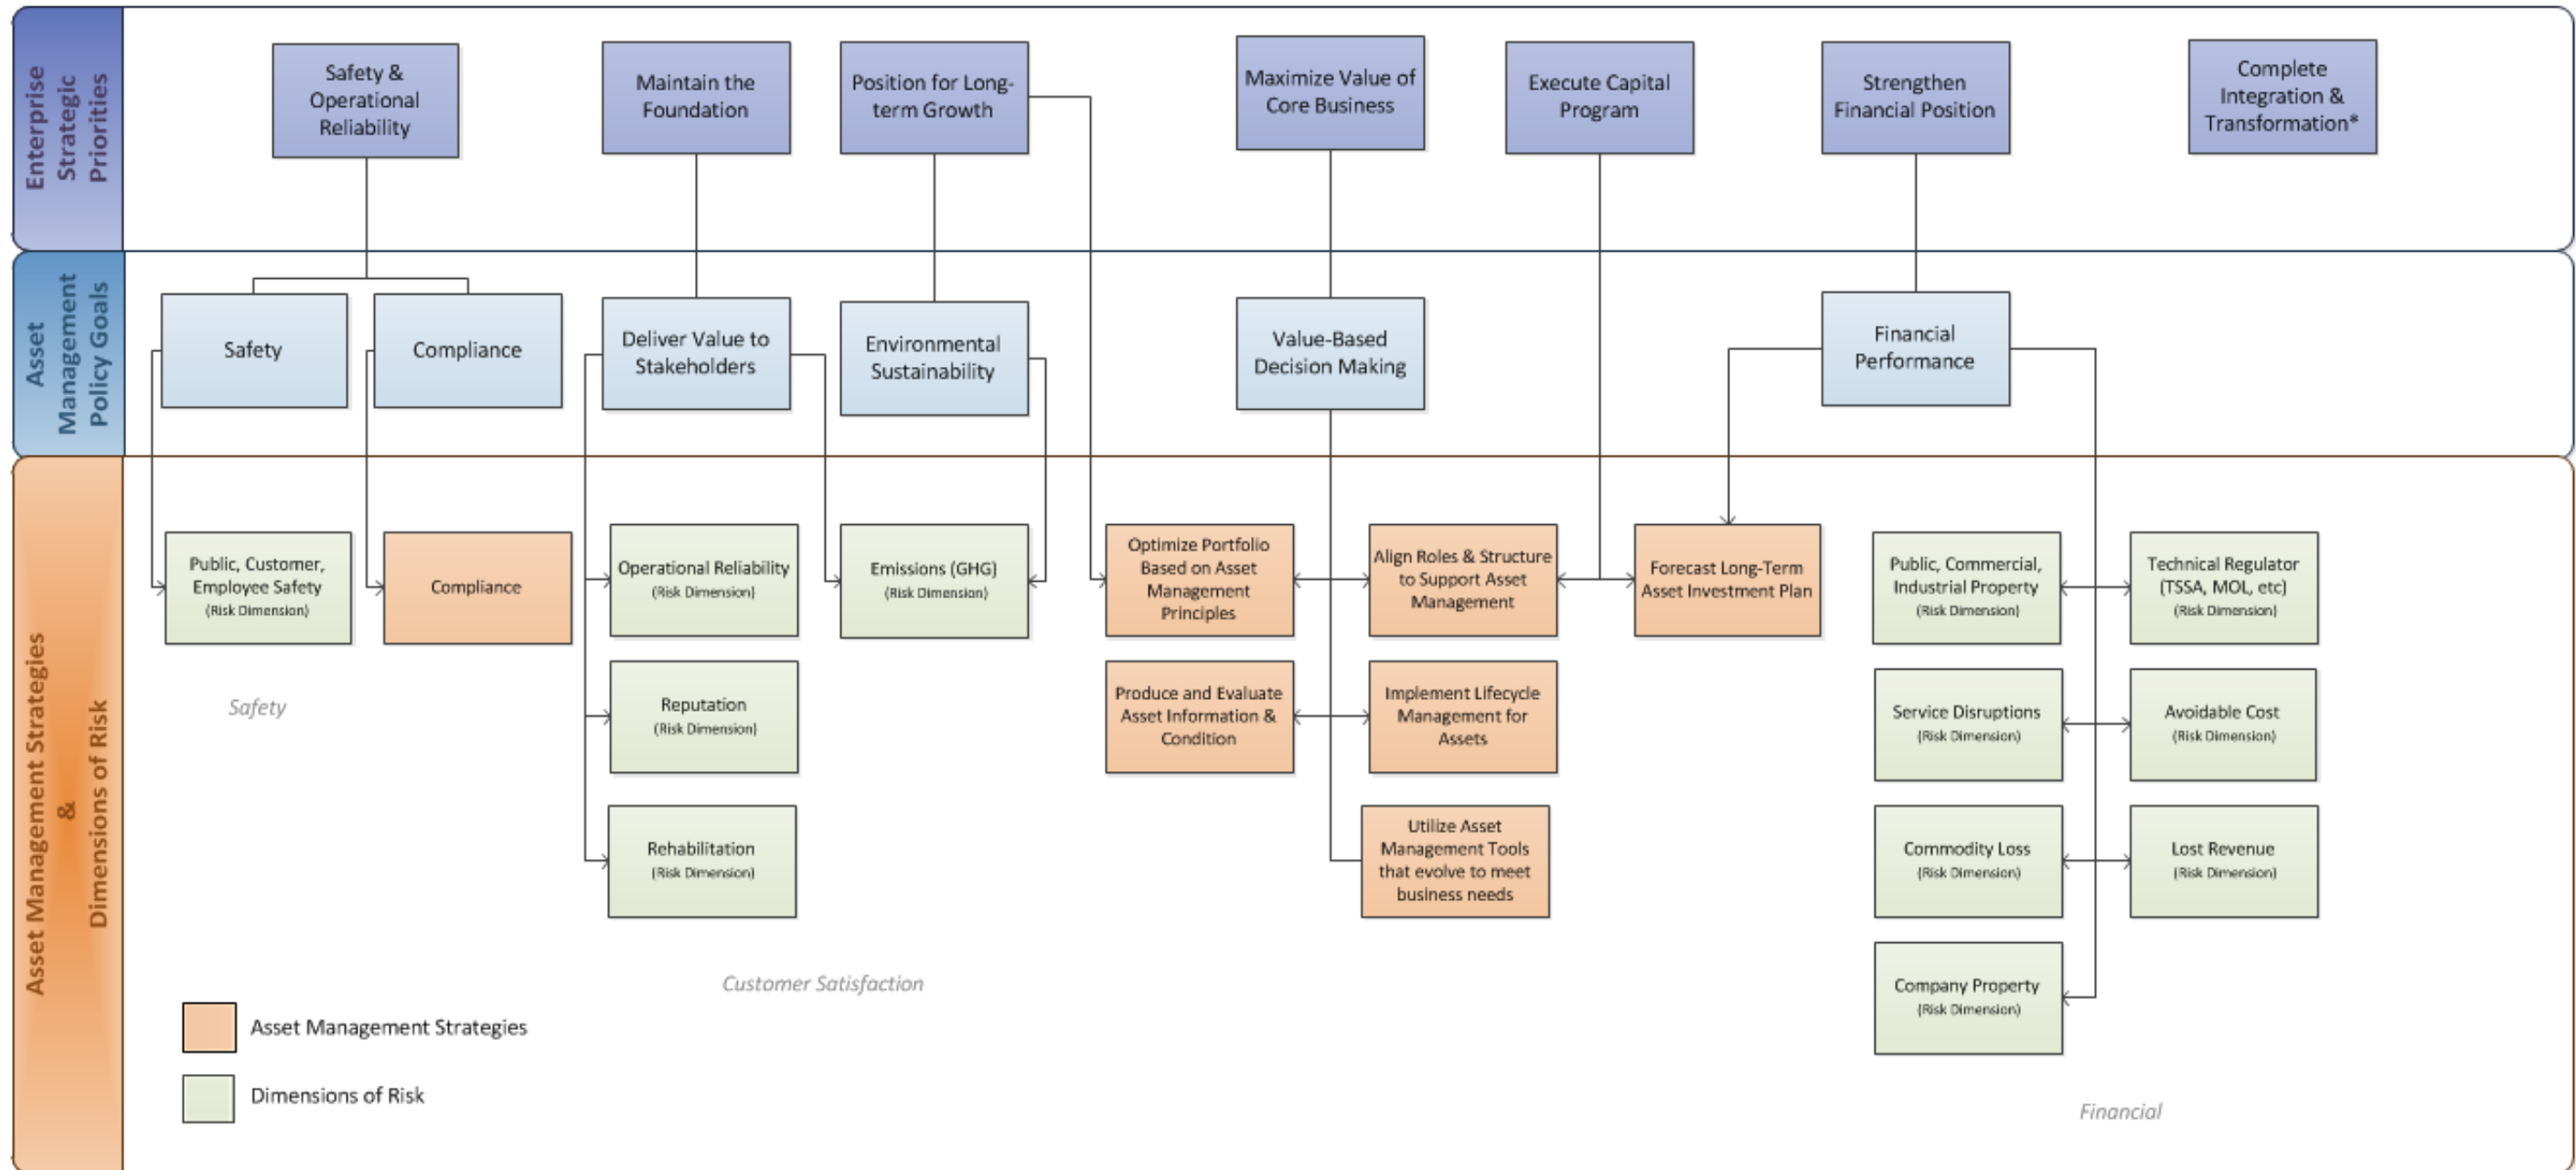 Enterprise
Strategic
Priorities
Safety &
Operational
Reliability
Maintain the
Foundation
Position for Long-
term Growth
Maximize Value of
Core Business
Execute Capital
Program
Strengthen
Financial Position
Complete
Integration &
Transformation*
Asset
Management
Policy Goals
Safety
Compliance
Deliver Value to
Stakeholders
Environmental
Sustainability
Value-Based
Decision Making
Financial
Performance
Asset Management Strategies
&
Dimensions of Risk
Public, Customer,
Employee Safety
(Risk Dimension)
Compliance
Operational Reliability
(Risk Dimension)
Emissions (GHG)
(Risk Dimension)
Optimize Portfolio
Based on Asset
Management
Principles
Align Roles & Structure
to Support Asset
Management
Forecast Long-Term
Asset Investment Plan
Public, Commercial,
Industrial Property
(Risk Dimension)
Technical Regulator
(TSSA, MOL, etc)
(Risk Dimension)
Safety
Reputation
(Risk Dimension)
Produce and Evaluate
Asset Information &
Condition
Implement Lifecycle
Management for
Assets
Service Disruptions
(Risk Dimension)
Avoidable Cost
(Risk Dimension)
Rehabilitation
(Risk Dimension)
Utilize Asset
Management Tools
that evolve to meet
business needs
Commodity Loss
(Risk Dimension)
Lost Revenue
(Risk Dimension)
Customer Satisfaction
Company Property
(Risk Dimension)
Asset Management Strategies
Dimensions of Risk
Financial